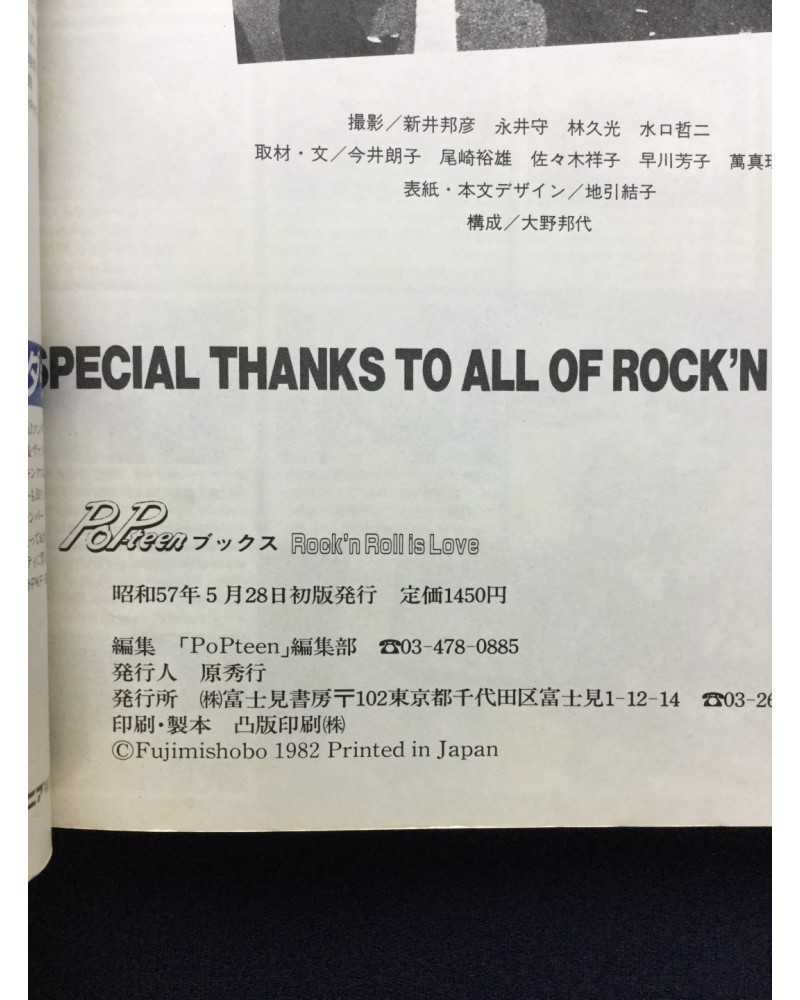 撮影／新井邦彦 永井守 林久光 水口哲二
取材・文／今井朗子 尾崎裕雄 佐々木祥子 早川芳子 萬真
表紙・本文デザイン／地引結子
構成／大野邦代
SPECIAL THANKS TO ALL OF ROCK'N
PoPteen ブックス Rock'n Roll is Love
昭和57年5月28日初版発行 定価1450円
編集 「PoPteen」編集部 ☎03-478-0885
発行人 原秀行
発行所 ㈱富士見書房〒102東京都千代田区富士見1-12-14 ☎03-26
印刷・製本 凸版印刷㈱
©Fujimishobo 1982 Printed in Japan